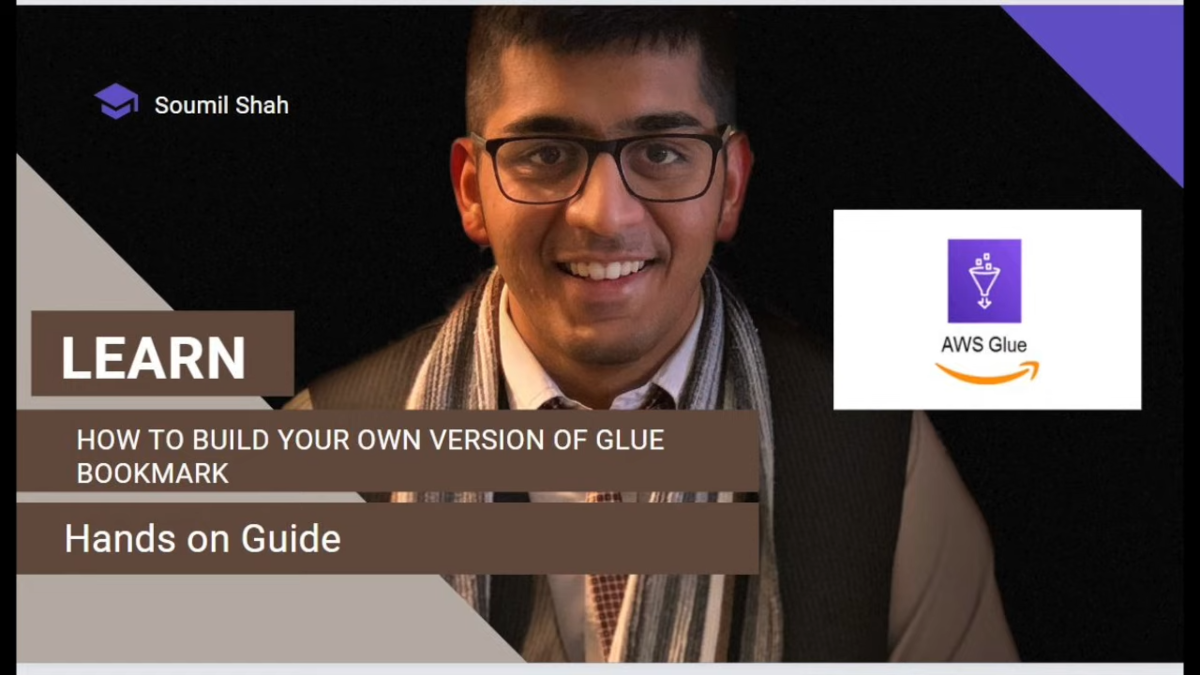 Soumil Shah
AWS Glue
LEARN
HOW TO BUILD YOUR OWN VERSION OF GLUE
BOOKMARK
Hands on Guide